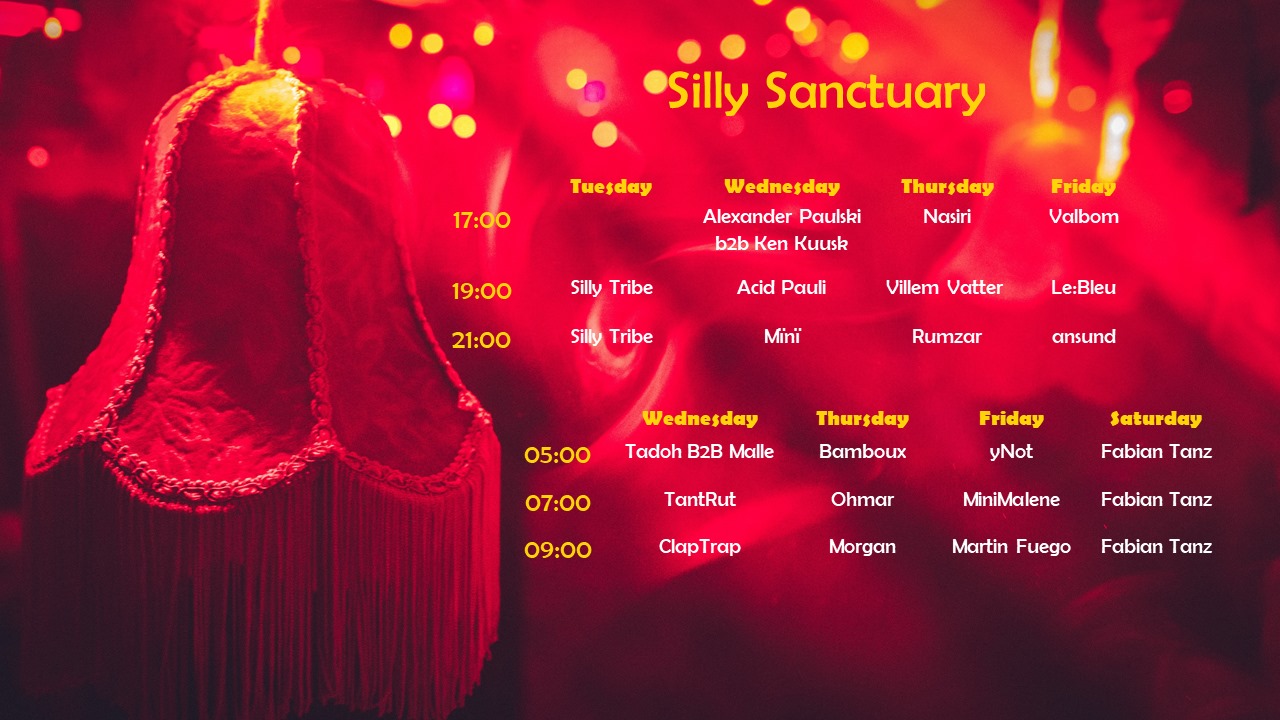 Silly Sanctuary
Tuesday Wednesday Thursday Friday
17:00 Alexander Paulski Nasiri Valbom
b2b Ken Kuusk
19:00 Silly Tribe Acid Pauli Villem Vatter Le:Bleu
21:00 Silly Tribe Mïnï Rumzar ansund
Wednesday Thursday Friday Saturday
05:00 Tadoh B2B Malle Bamboux yNot Fabian Tanz
07:00 TantRut Ohmar MiniMalene Fabian Tanz
09:00 ClapTrap Morgan Martin Fuego Fabian Tanz